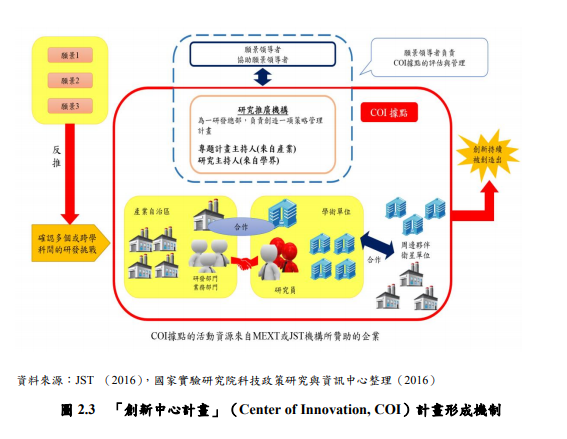 願景1
願景2
願景3
反
推
確認多個或跨學
科間的研發挑戰
願景領導者
協助願景領導者
願景領導者負責
COI據點的評估與管理
研究推廣機構
為一研發總部，負責創造一項策略管理
計畫
專題計畫主持人(來自產業)
研究主持人(來自學界)
COI 據點
產業自治區
合作
學術單位
研發部門
業務部門
研究員
合作
周邊夥伴
衛星單位
創新持續
被創造出
COI據點的活動資源來自MEXT或JST機構所贊助的企業
資料來源：JST （2016），國家實驗研究院科技政策研究與資訊中心整理（2016）
圖 2.3 「創新中心計畫」（Center of Innovation, COI）計畫形成機制